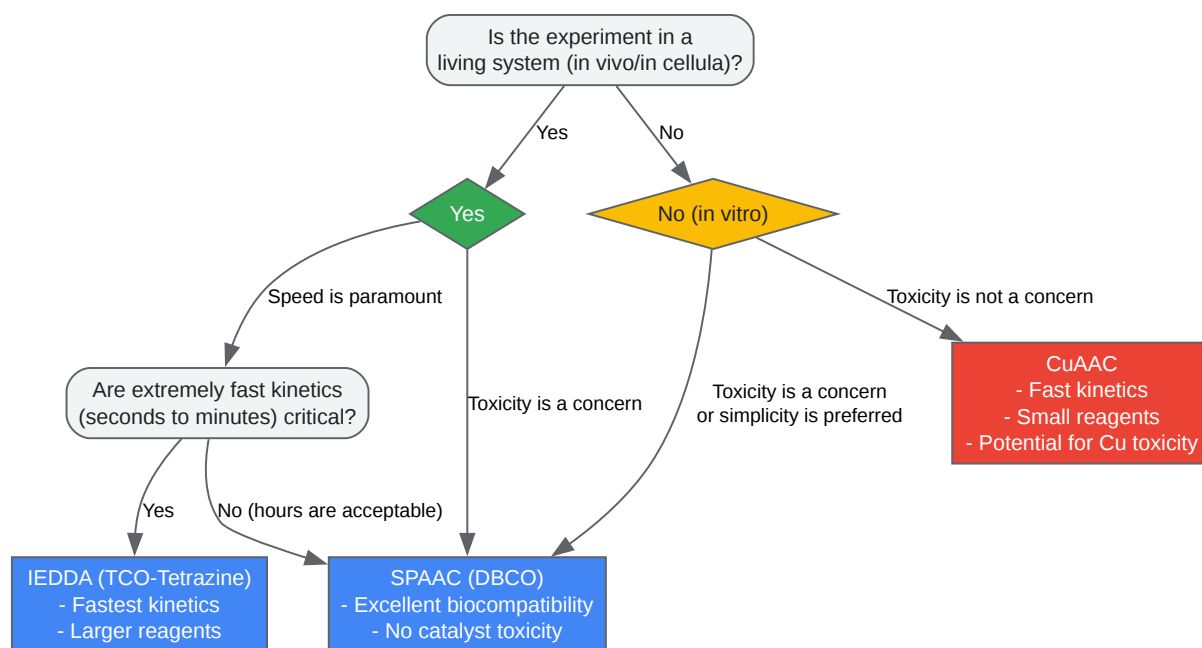 Is the experiment in a
living system (in vivo/in cellula)?
Yes
No
Yes
No (in vitro)
Speed is paramount
Toxicity is not a concern
Are extremely fast kinetics
(seconds to minutes) critical?
Toxicity is a concern
Toxicity is a concern
or simplicity is preferred
CuAAC
- Fast kinetics
- Small reagents
- Potential for Cu toxicity
Yes
No (hours are acceptable)
IEDDA (TCO-Tetrazine)
- Fastest kinetics
- Larger reagents
SPAAC (DBCO)
- Excellent biocompatibility
- No catalyst toxicity